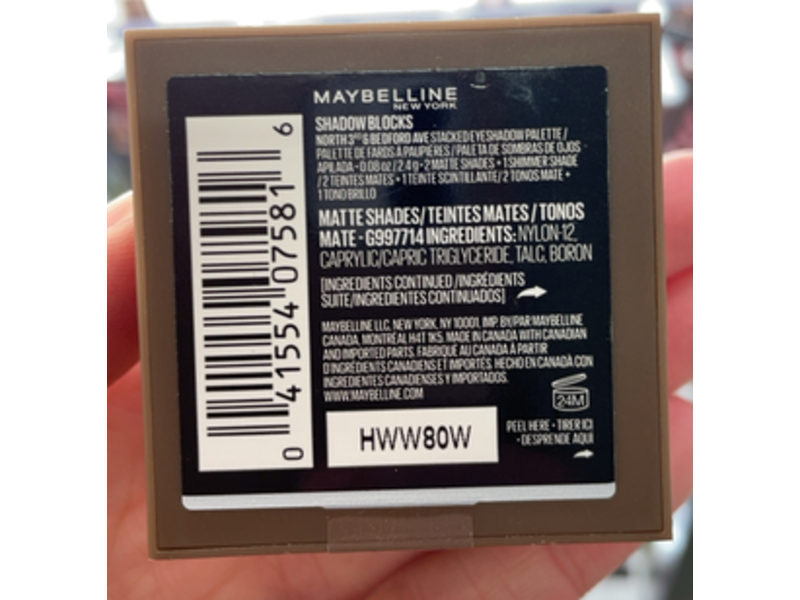 MAYBELLINE
NEW YORK
SHADOW BLOCKS
NORTH 3RD & BEDFORD AVE STACKED EYESHADOW PALETTE /
PALETTE DE FARDS À PAUPIÈRES / PALETA DE SOMBRAS DE OJOS
APILADA • 0.08 oz / 2.4 g • 2 MATTE SHADES + 1 SHIMMER SHADE
/ 2 TEINTES MATES + 1 TEINTE SCINTILLANTE / 2 TONOS MATE +
1 TONO BRILLO
MATTE SHADES / TEINTES MATES / TONOS
MATE • G997714 INGREDIENTS: NYLON-12,
CAPRYLIC/CAPRIC TRIGLYCERIDE, TALC, BORON
[INGREDIENTS CONTINUED / INGRÉDIENTS
SUITE/INGREDIENTES CONTINUADOS]
MAYBELLINE LLC, NEW YORK, NY 10001, IMP. BY/PAR MAYBELLINE
CANADA, MONTRÉAL H4T 1K5. MADE IN CANADA WITH CANADIAN
AND IMPORTED PARTS. FABRIQUÉ AU CANADA À PARTIR
D'INGRÉDIENTS CANADIENS ET IMPORTÉS. HECHO EN CANADÁ CON
INGREDIENTES CANADIENSES Y IMPORTADOS.
WWW.MAYBELLINE.COM
24M
HWW80W
PEEL HERE • TIRER ICI
• DESPRENDE AQUÍ
0 41554 07581 6